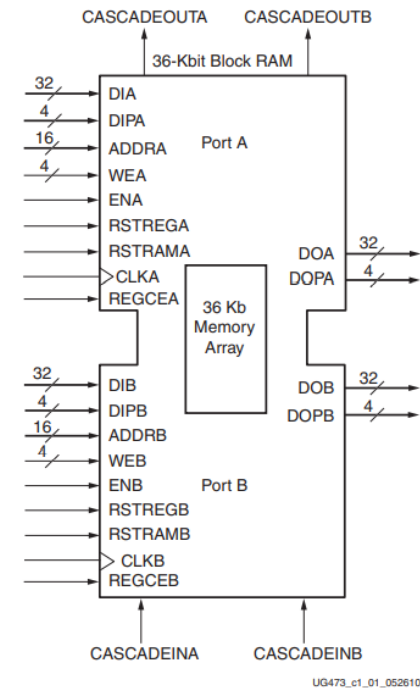 CASCADEOUTA CASCADEOUTB
36-Kbit Block RAM
32 DIA
4 DIPA
16 ADDRA Port A
4 WEA
ENA
RSTREGA
RSTRAMA DOA 32
CLKA DOPA 4
REGCEA
36 Kb
Memory
Array
32 DIB DOB 32
4 DIPB DOPB 4
16 ADDRB
4 WEB
ENB Port B
RSTREGB
RSTRAMB
CLKB
REGCEB
CASCADEINA CASCADEINB
UG473_c1_01_052610